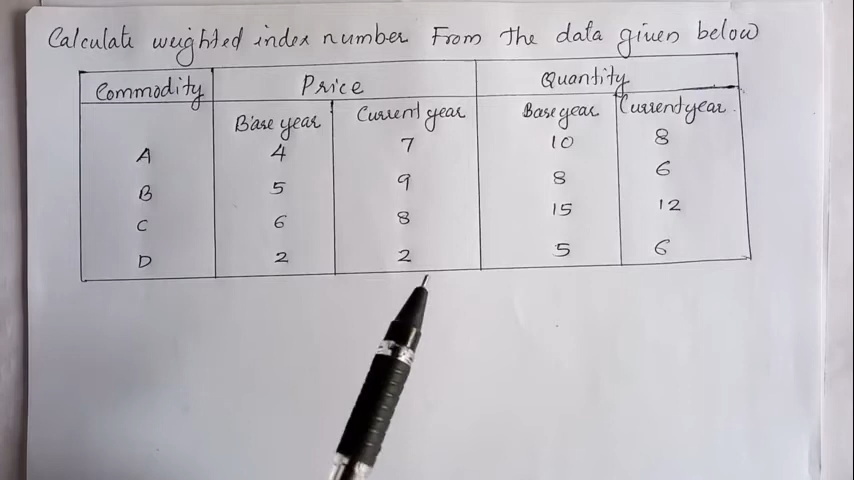 Calculate weighted index number From the data given below
Commodity Price Quantity
Base year Current year Base year Current year.
A 4 7 10 8
B 5 9 8 6
C 6 8 15 12
D 2 2 5 6